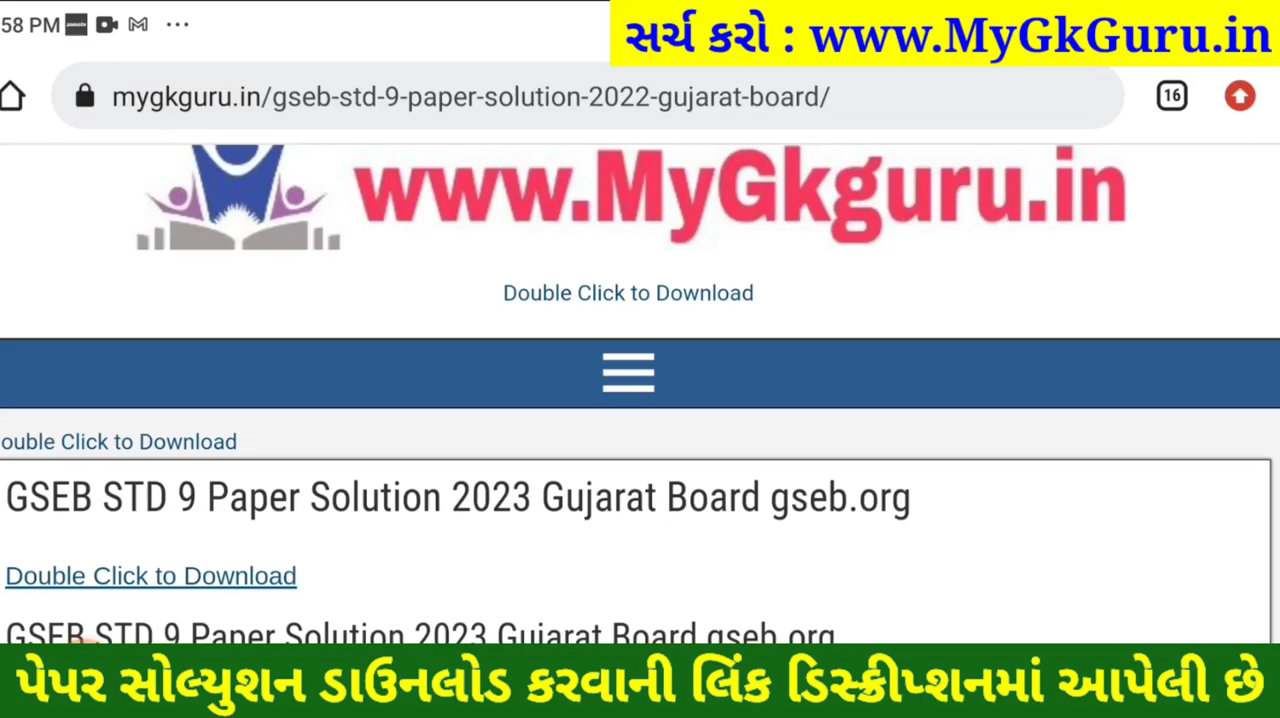 58 PM
સર્ચ કરો : www.MyGkGuru.in
mygkguru.in/gseb-std-9-paper-solution-2022-gujarat-board/
16
www.MyGkguru.in
Double Click to Download
ouble Click to Download
GSEB STD 9 Paper Solution 2023 Gujarat Board gseb.org
Double Click to Download
GSEB STD 9 Paper Solution 2023 Gujarat Board gseb.org
પેપર સોલ્યુશન ડાઉનલોડ કરવાની લિંક ડિસ્ક્રીપ્શનમાં આપેલી છે